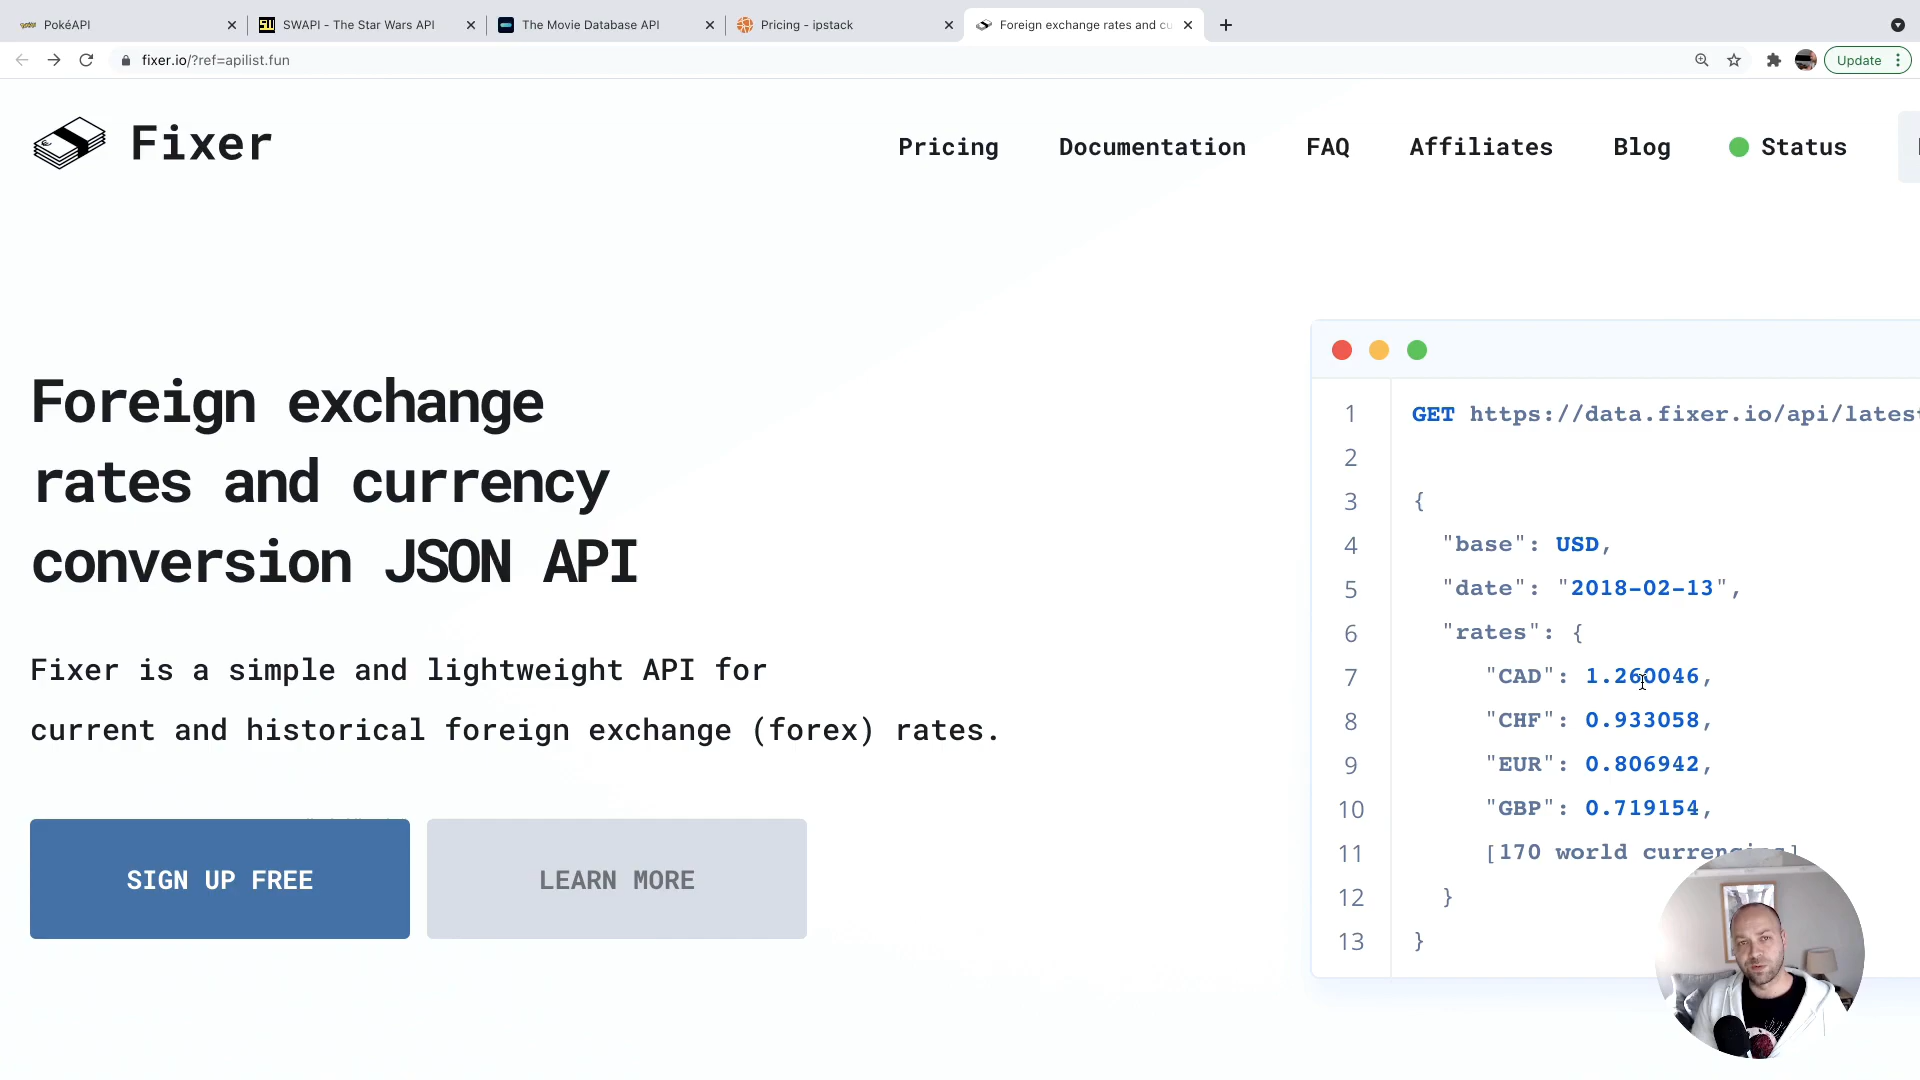 PokéAPI
SWAPI - The Star Wars API
The Movie Database API
Pricing - ipstack
Foreign exchange rates and cu
fixer.io/?ref=apilist.fun
Update
Fixer
Pricing
Documentation
FAQ
Affiliates
Blog
Status
Foreign exchange
rates and currency
conversion JSON API
Fixer is a simple and lightweight API for
current and historical foreign exchange (forex) rates.
SIGN UP FREE
LEARN MORE
1 GET https://data.fixer.io/api/latest
2
3 {
4 "base": USD,
5 "date": "2018-02-13",
6 "rates": {
7 "CAD": 1.260046,
8 "CHF": 0.933058,
9 "EUR": 0.806942,
10 "GBP": 0.719154,
11 [170 world currencies]
12 }
13 }